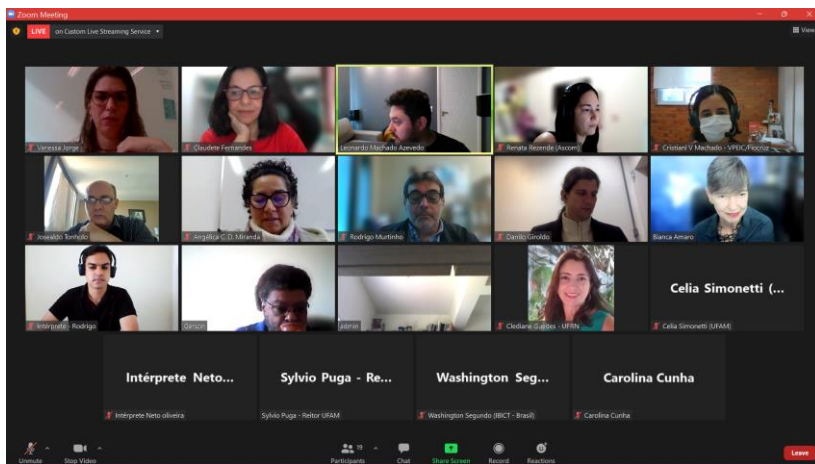 Zoom Meeting
LIVE on Custom Live Streaming Service
View
Vanessa Jorge
Claudete Fernandes
Leonardo Machado Azevedo
Renata Rezende (Ascom)
Cristiani V Machado - VPEIC/Fiocruz
Josealdo Tonholo
Angélica C. D. Miranda
Rodrigo Murtinho
Danilo Giroldo
Bianca Amaro
Intérprete - Rodrigo
Gerson
admin
Clediane Guedes - UFRN
Celia Simonetti (...
Celia Simonetti (UFAM)
Intérprete Neto...
Intérprete Neto oliveira
Sylvio Puga - Re...
Sylvio Puga - Reitor UFAM
Washington Seg...
Washington Segundo (IBICT - Brasil)
Carolina Cunha
Carolina Cunha
Unmute
Stop Video
19
Participants
Chat
Share Screen
Record
Reactions
Leave